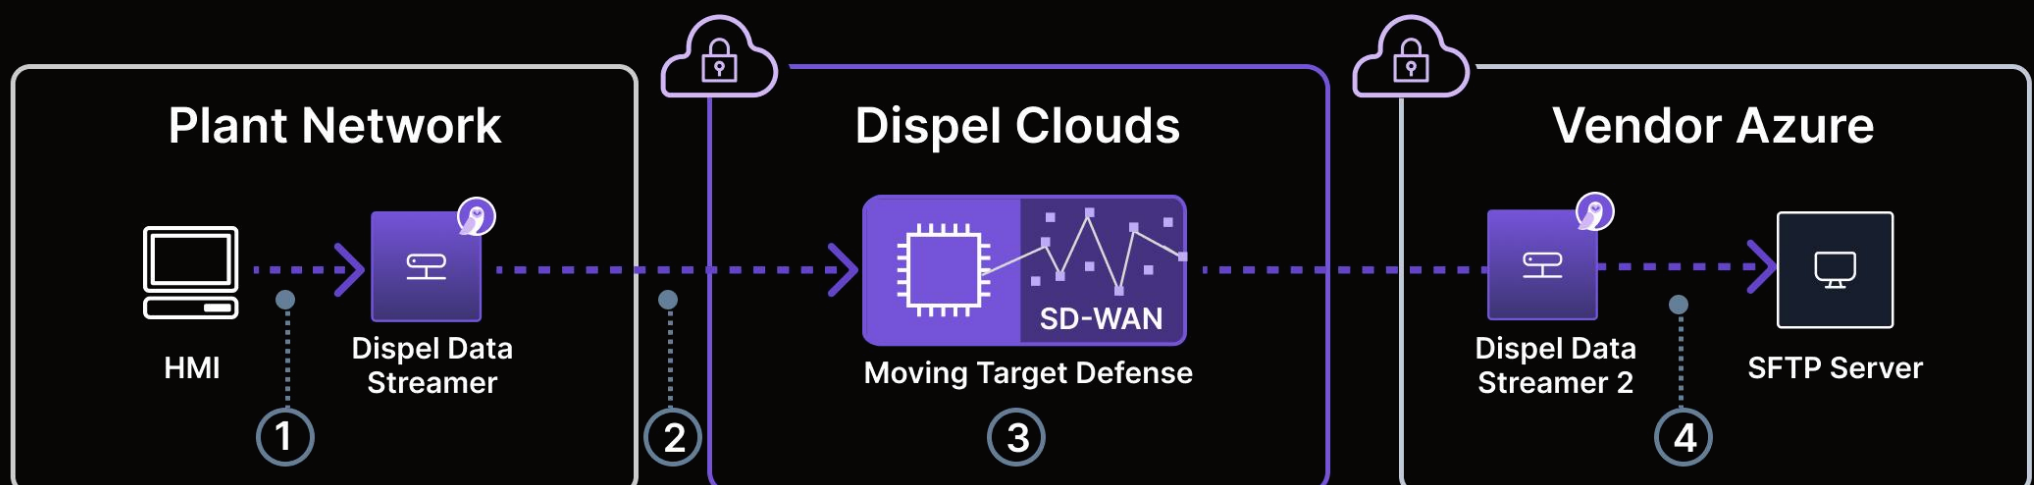 Plant Network
Dispel Clouds
Vendor Azure
HMI
Dispel Data
Streamer
SD-WAN
Moving Target Defense
Dispel Data
Streamer 2
SFTP Server
1
2
3
4